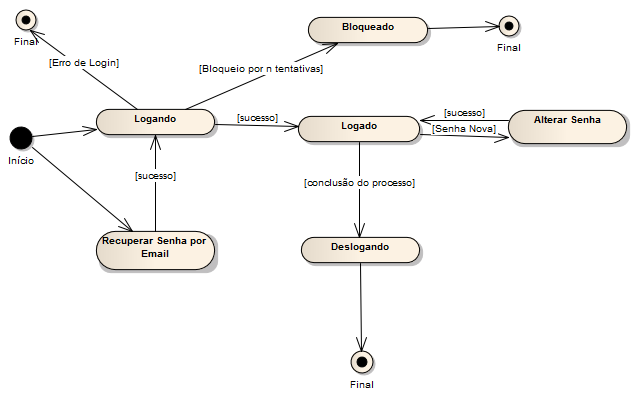 Bloqueado
Final
Final
[Erro de Login]
[Bloqueio por n tentativas]
Logando
[sucesso]
Logado
[sucesso]
[Senha Nova]
Alterar Senha
Início
[sucesso]
[conclusão do processo]
Recuperar Senha por
Email
Deslogando
Final